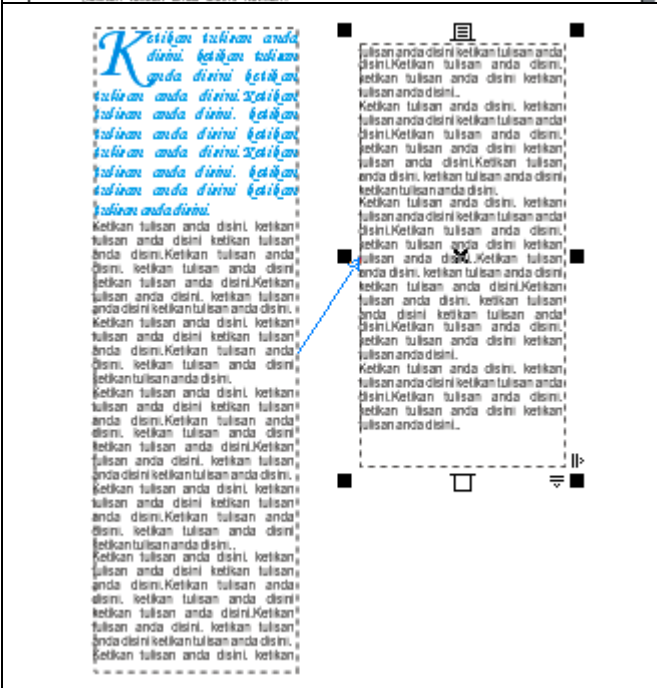 Ketikan tulisan anda
disini. ketikan tulisan
anda disini ketikan
tulisan anda disini.Ketikan
tulisan anda disini. ketikan
tulisan anda disini ketikan
tulisan anda disini.Ketikan
tulisan anda disini. ketikan
tulisan anda disini ketikan
tulisan anda disini.
Ketikan tulisan anda disini. ketikan
tulisan anda disini ketikan tulisan
anda disini.Ketikan tulisan anda
disini. ketikan tulisan anda disini
ketikan tulisan anda disini.Ketikan
tulisan anda disini. ketikan tulisan
anda disini ketikan tulisan anda disini.
Ketikan tulisan anda disini. ketikan
tulisan anda disini ketikan tulisan
anda disini.Ketikan tulisan anda
disini. ketikan tulisan anda disini
ketikan tulisan anda disini.
Ketikan tulisan anda disini. ketikan
tulisan anda disini ketikan tulisan
anda disini.Ketikan tulisan anda
disini. ketikan tulisan anda disini
ketikan tulisan anda disini.Ketikan
tulisan anda disini. ketikan tulisan
anda disini ketikan tulisan anda disini.
Ketikan tulisan anda disini. ketikan
tulisan anda disini ketikan tulisan
anda disini.Ketikan tulisan anda
disini. ketikan tulisan anda disini
ketikan tulisan anda disini..
Ketikan tulisan anda disini. ketikan
tulisan anda disini ketikan tulisan
anda disini.Ketikan tulisan anda
disini. ketikan tulisan anda disini
ketikan tulisan anda disini.Ketikan
tulisan anda disini. ketikan tulisan
anda disini ketikan tulisan anda disini.
Ketikan tulisan anda disini. ketikan
tulisan anda disini ketikan tulisan anda
disini.Ketikan tulisan anda disini.
ketikan tulisan anda disini ketikan
tulisan anda disini..
Ketikan tulisan anda disini. ketikan
tulisan anda disini ketikan tulisan anda
disini.Ketikan tulisan anda disini.
ketikan tulisan anda disini ketikan
tulisan anda disini.Ketikan tulisan
anda disini. ketikan tulisan anda disini
ketikan tulisan anda disini.
Ketikan tulisan anda disini. ketikan
tulisan anda disini ketikan tulisan anda
disini.Ketikan tulisan anda disini.
ketikan tulisan anda disini ketikan
tulisan anda disini..Ketikan tulisan
anda disini. ketikan tulisan anda disini
ketikan tulisan anda disini.Ketikan
tulisan anda disini. ketikan tulisan
anda disini ketikan tulisan anda
disini.Ketikan tulisan anda disini.
ketikan tulisan anda disini ketikan
tulisan anda disini.
Ketikan tulisan anda disini. ketikan
tulisan anda disini ketikan tulisan anda
disini.Ketikan tulisan anda disini.
ketikan tulisan anda disini ketikan
tulisan anda disini..